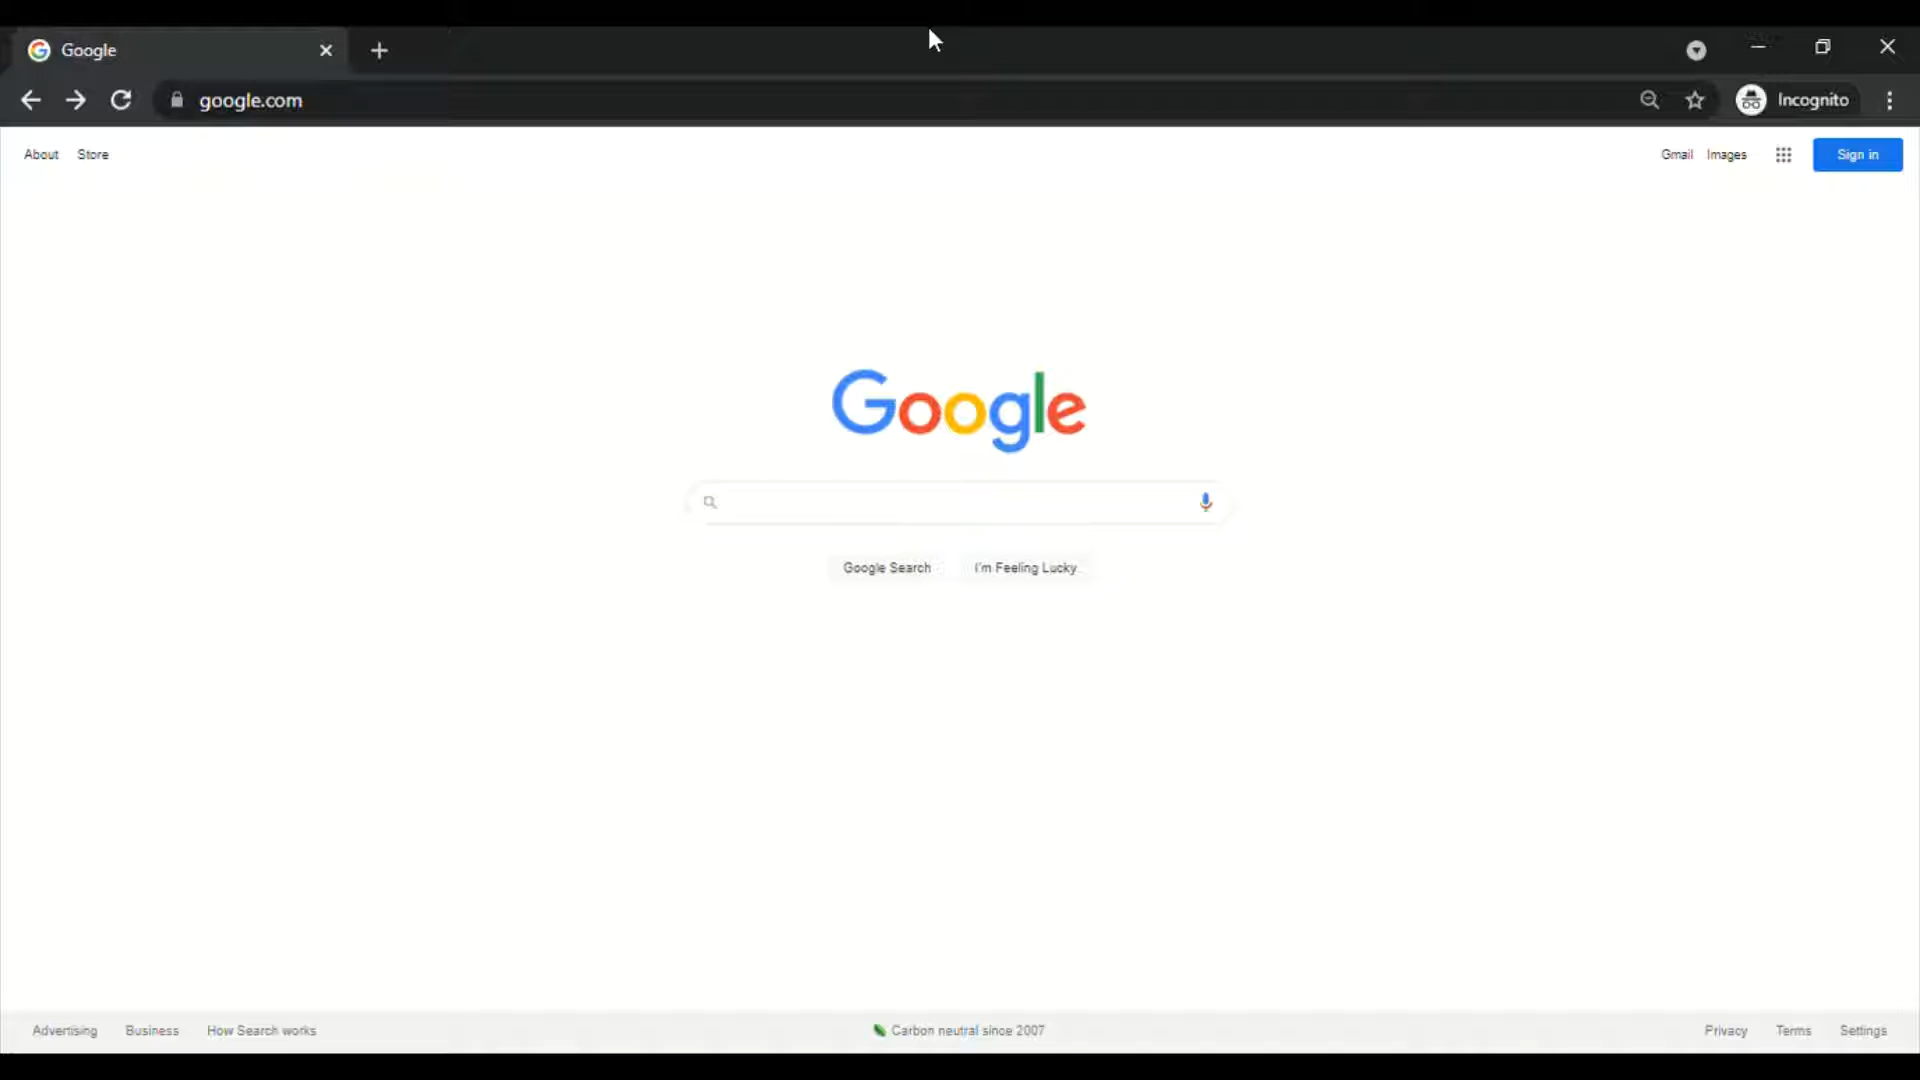 Google
google.com
Incognito
About Store
Gmail Images Sign in
Google
Google Search I'm Feeling Lucky
Advertising Business How Search works
Carbon neutral since 2007
Privacy Terms Settings